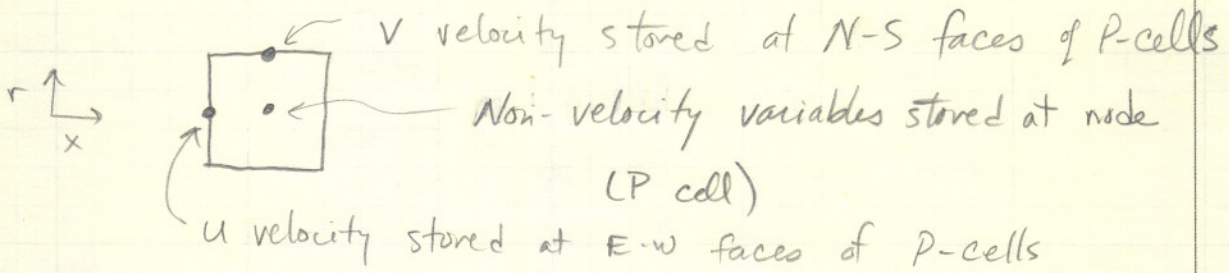 V velocity stored at N-S faces of P-cells
r
x
Non-velocity variables stored at node
(P cell)
U velocity stored at E-W faces of P-cells